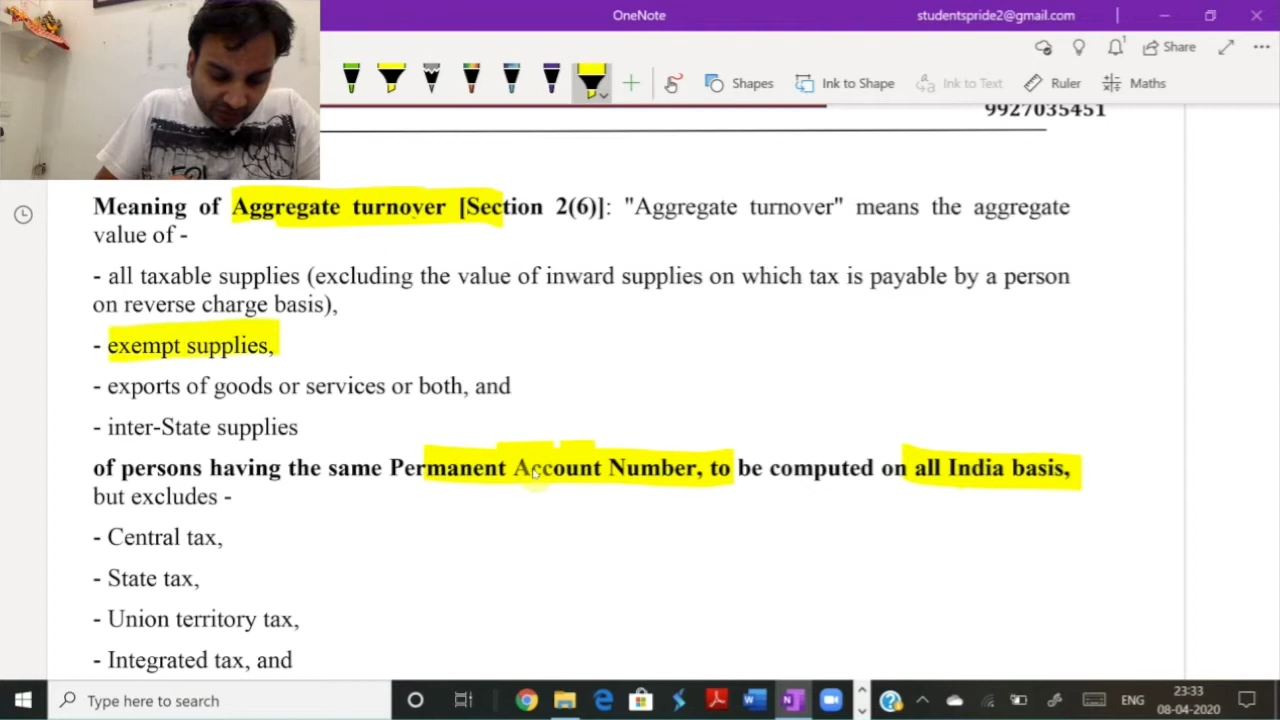 OneNote
studentspride2@gmail.com
Share
Shapes
Ink to Shape
Ink to Text
Ruler
Maths
9927035451
Meaning of Aggregate turnover [Section 2(6)]: "Aggregate turnover" means the aggregate
value of -
- all taxable supplies (excluding the value of inward supplies on which tax is payable by a person
on reverse charge basis),
- exempt supplies,
- exports of goods or services or both, and
- inter-State supplies
of persons having the same Permanent Account Number, to be computed on all India basis,
but excludes -
- Central tax,
- State tax,
- Union territory tax,
- Integrated tax, and
Type here to search
ENG
23:33
08-04-2020